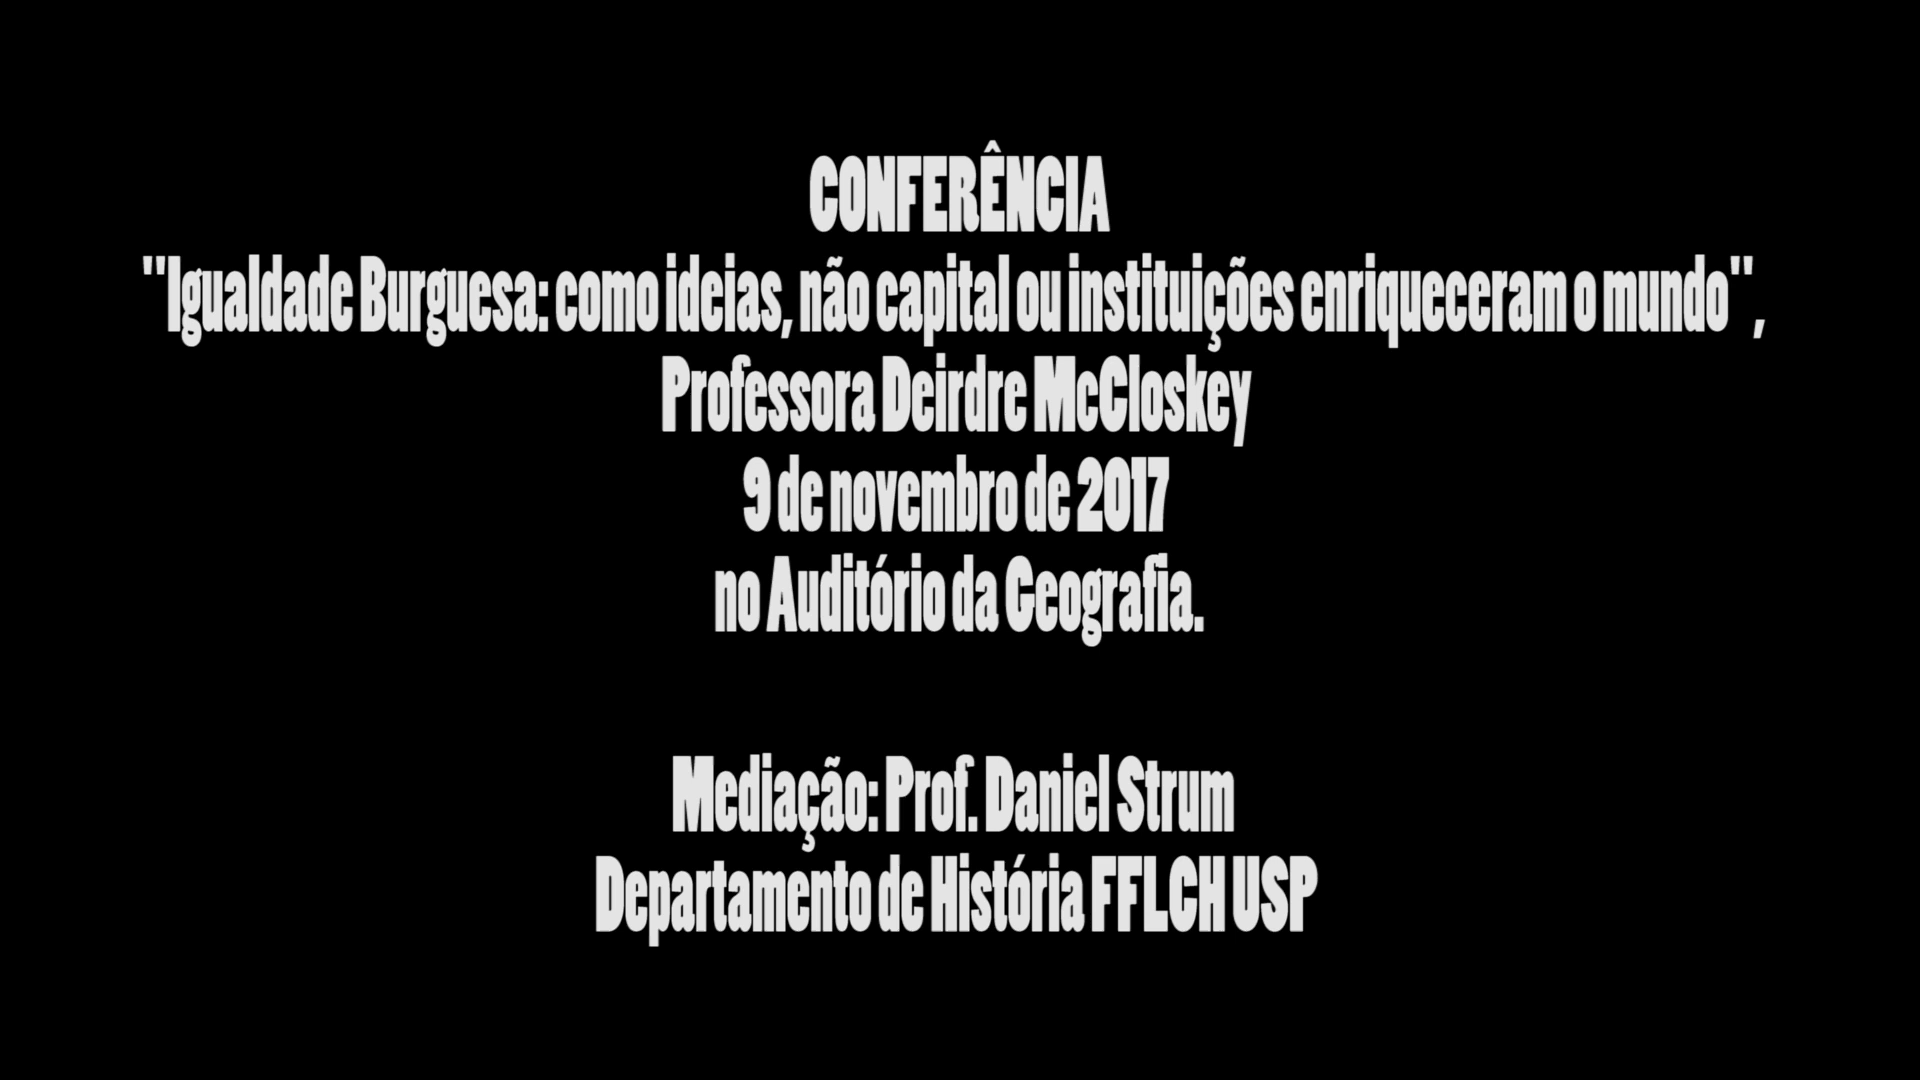 CONFERÊNCIA
"Igualdade Burguesa: como ideias, não capital ou instituições enriqueceram o mundo",
Professora Deirdre McCloskey
9 de novembro de 2017
no Auditório da Geografia.
Mediação: Prof. Daniel Strum
Departamento de História FFLCH USP